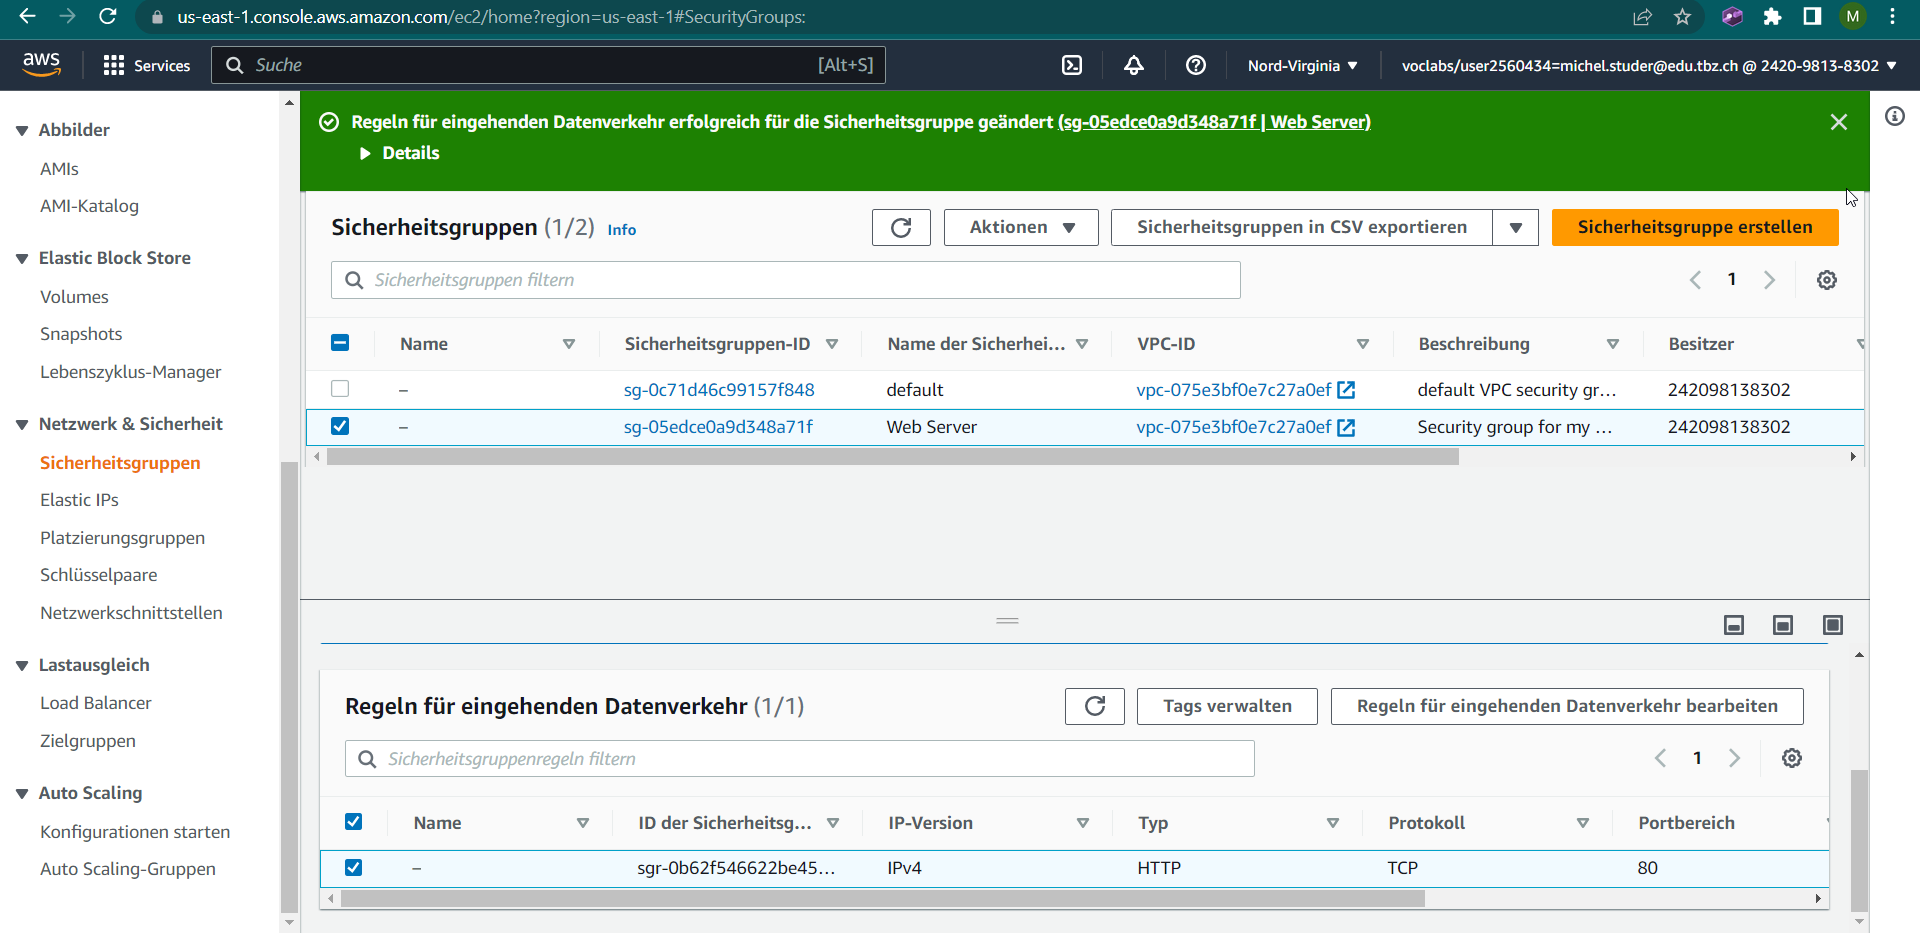 us-east-1.console.aws.amazon.com/ec2/home?region=us-east-1#SecurityGroups:
M
aws
Services
Suche
[Alt+S]
Nord-Virginia
voclabs/user2560434=michel.studer@edu.tbz.ch @ 2420-9813-8302
Abbilder
AMIs
AMI-Katalog
Elastic Block Store
Volumes
Snapshots
Lebenszyklus-Manager
Netzwerk & Sicherheit
Sicherheitsgruppen
Elastic IPs
Platzierungsgruppen
Schlüsselpaare
Netzwerkschnittstellen
Lastausgleich
Load Balancer
Zielgruppen
Auto Scaling
Konfigurationen starten
Auto Scaling-Gruppen
Regeln für eingehenden Datenverkehr erfolgreich für die Sicherheitsgruppe geändert (sg-05edce0a9d348a71f | Web Server)
Details
Sicherheitsgruppen (1/2) Info
Aktionen
Sicherheitsgruppen in CSV exportieren
Sicherheitsgruppe erstellen
Sicherheitsgruppen filtern
1
Name Sicherheitsgruppen-ID Name der Sicherhei... VPC-ID Beschreibung Besitzer
– sg-0c71d46c99157f848 default vpc-075e3bf0e7c27a0ef default VPC security gr... 242098138302
– sg-05edce0a9d348a71f Web Server vpc-075e3bf0e7c27a0ef Security group for my ... 242098138302
Regeln für eingehenden Datenverkehr (1/1)
Tags verwalten
Regeln für eingehenden Datenverkehr bearbeiten
Sicherheitsgruppenregeln filtern
1
Name ID der Sicherheitsg... IP-Version Typ Protokoll Portbereich
– sgr-0b62f546622be45... IPv4 HTTP TCP 80